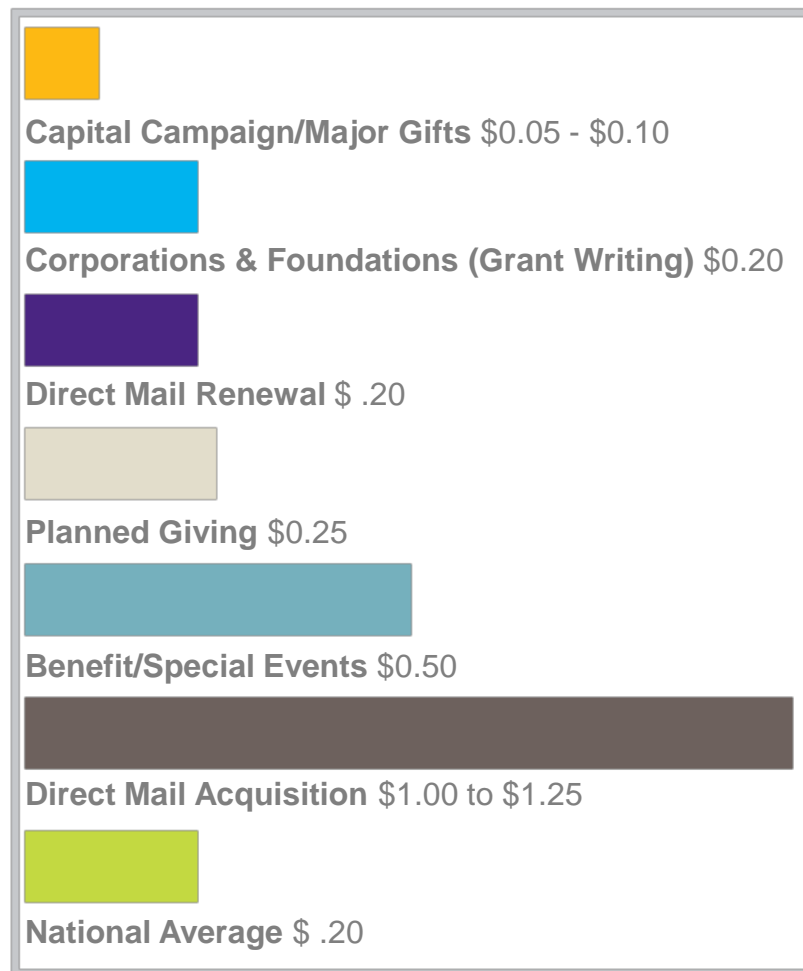 Capital Campaign/Major Gifts $0.05 - $0.10
Corporations & Foundations (Grant Writing) $0.20
Direct Mail Renewal $ .20
Planned Giving $0.25
Benefit/Special Events $0.50
Direct Mail Acquisition $1.00 to $1.25
National Average $ .20